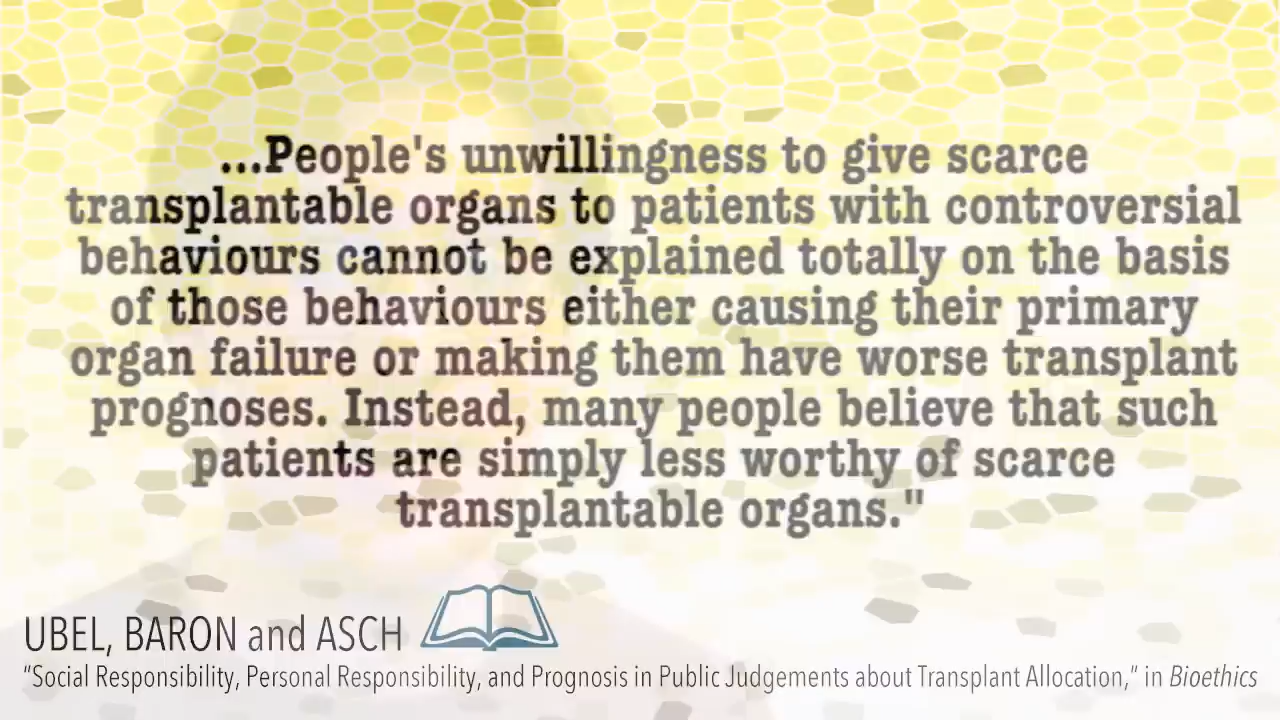 ...People's unwillingness to give scarce
transplantable organs to patients with controversial
behaviours cannot be explained totally on the basis
of those behaviours either causing their primary
organ failure or making them have worse transplant
prognoses. Instead, many people believe that such
patients are simply less worthy of scarce
transplantable organs."
UBEL, BARON and ASCH
“Social Responsibility, Personal Responsibility, and Prognosis in Public Judgements about Transplant Allocation,” in Bioethics